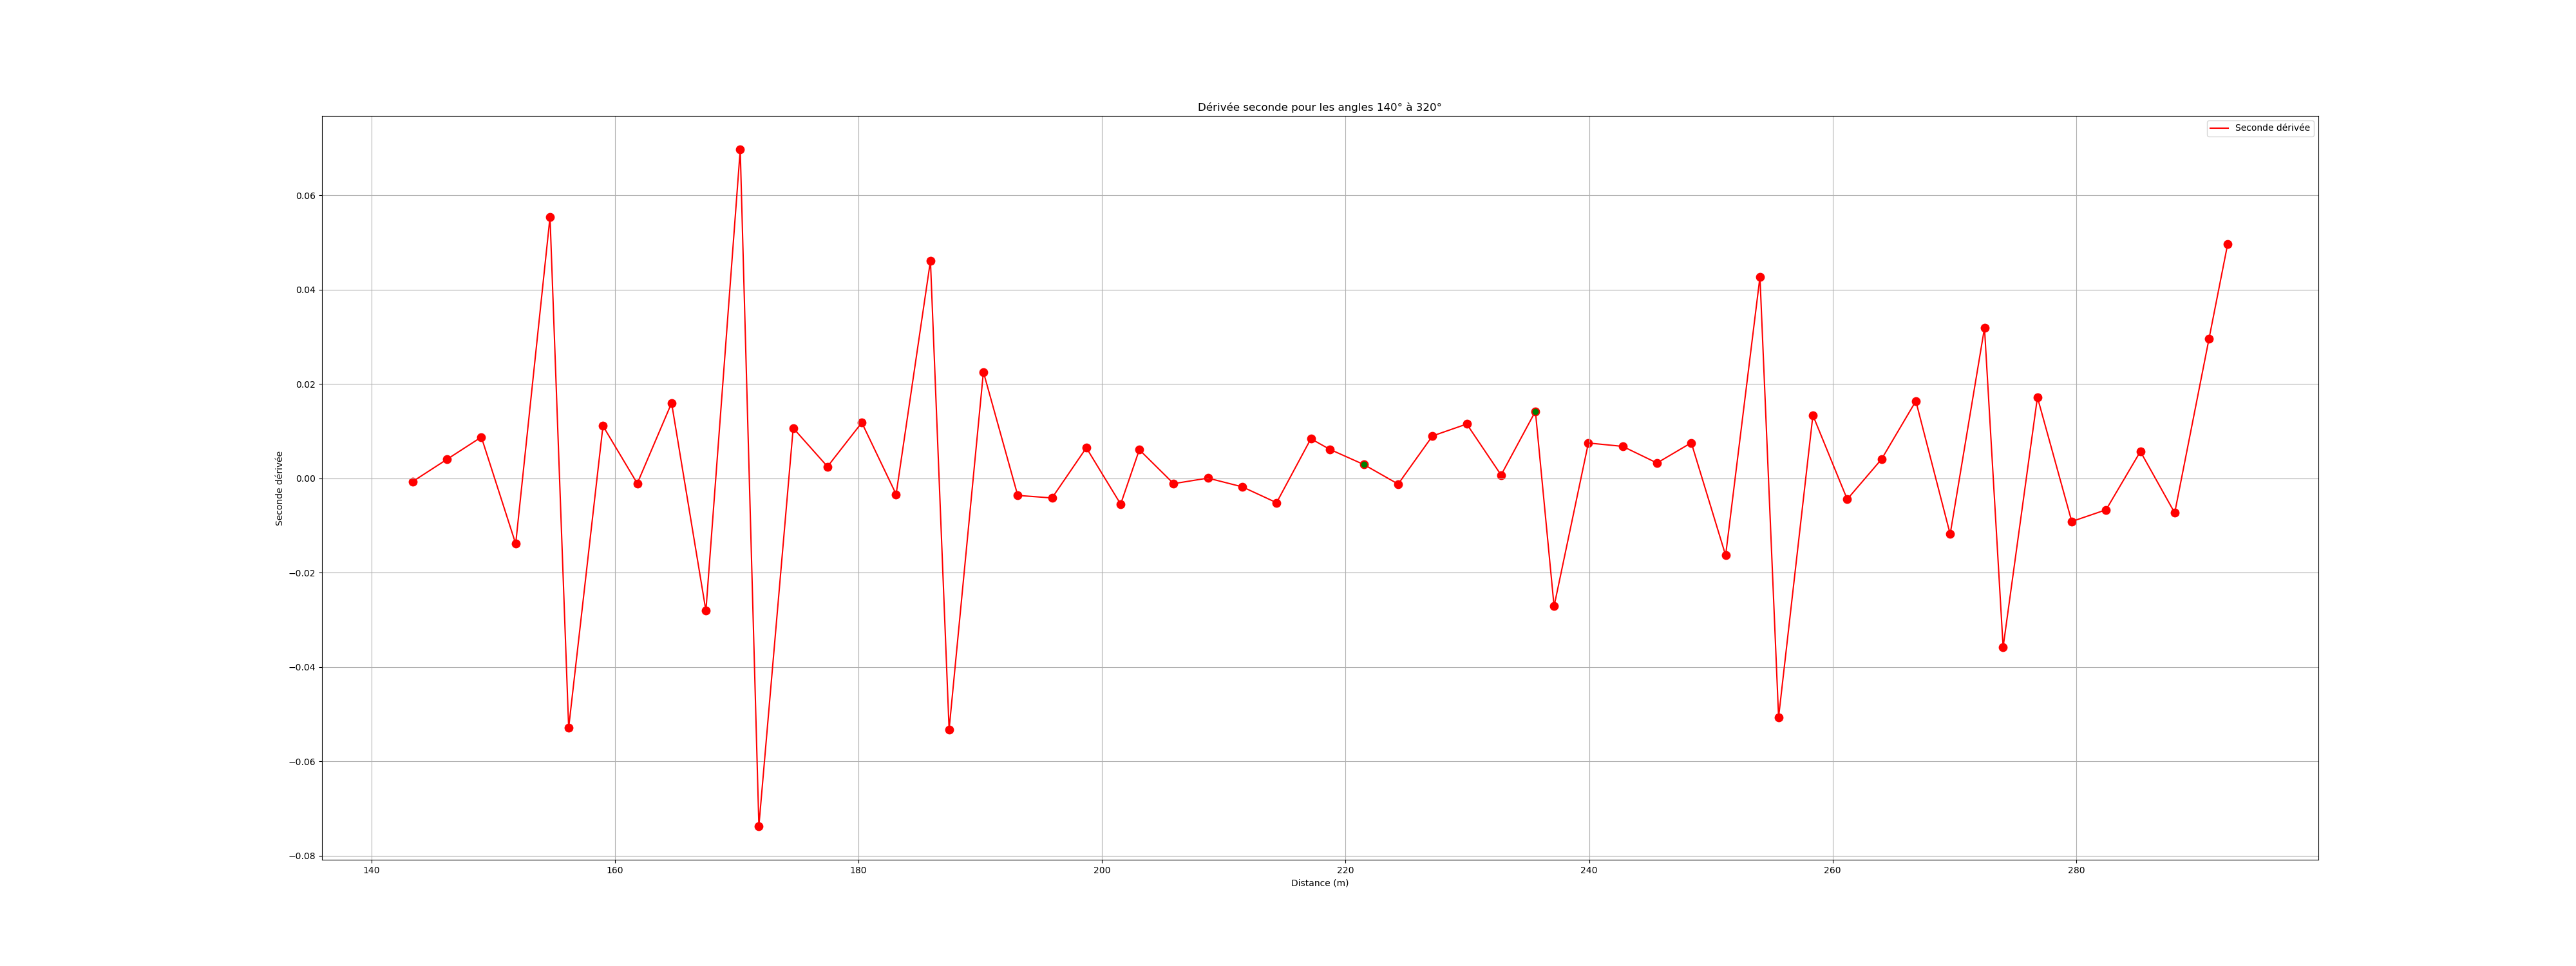 Dérivée seconde pour les angles 140° à 320°
Seconde dérivée
0.06
0.04
0.02
0.00
−0.02
−0.04
−0.06
−0.08
Seconde dérivée
140 160 180 200 220 240 260 280
Distance (m)